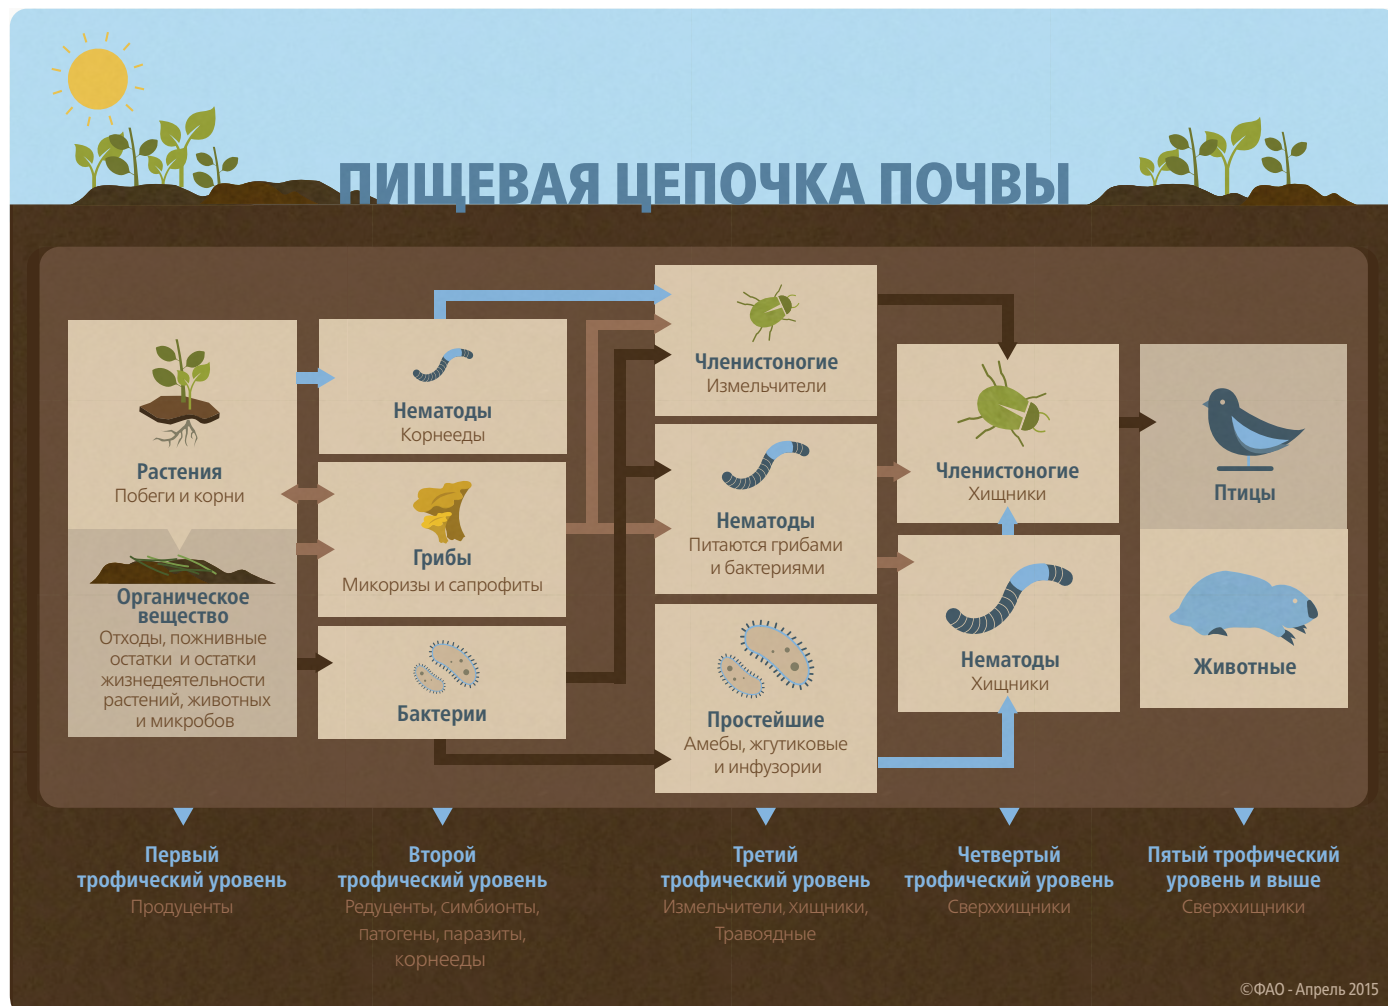 ПИЩЕВАЯ ЦЕПОЧКА ПОЧВЫ
Растения
Побеги и корни
Органическое
вещество
Отходы, пожнивные
остатки и остатки
жизнедеятельности
растений, животных
и микробов
Нематоды
Корнееды
Грибы
Микоризы и сапрофиты
Бактерии
Членистоногие
Измельчители
Нематоды
Питаются грибами
и бактериями
Простейшие
Амебы, жгутиковые
и инфузории
Членистоногие
Хищники
Нематоды
Хищники
Птицы
Животные
Первый
трофический уровень
Продуценты
Второй
трофический уровень
Редуценты, симбионты,
патогены, паразиты,
корнееды
Третий
трофический уровень
Измельчители, хищники,
Травоядные
Четвертый
трофический уровень
Сверххищники
Пятый трофический
уровень и выше
Сверххищники
©ФАО - Апрель 2015